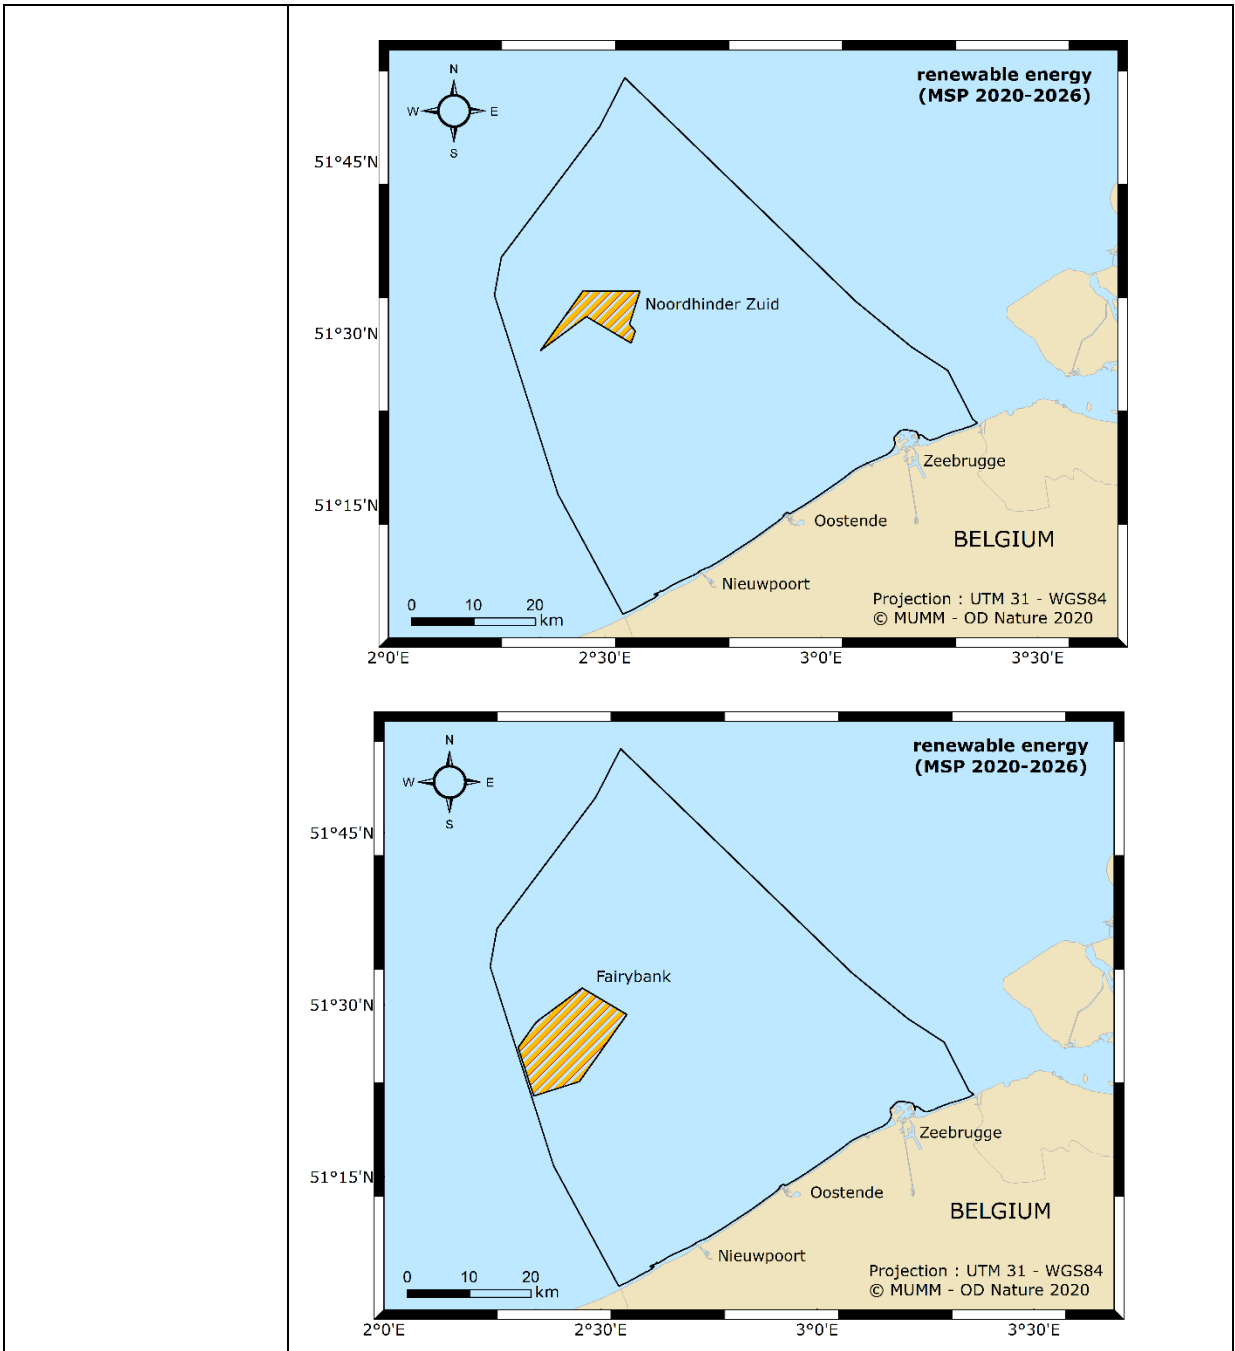 renewable energy
(MSP 2020-2026)
N
W
E
S
51°45'N
Noordhinder Zuid
51°30'N
Zeebrugge
51°15'N
Oostende
BELGIUM
Nieuwpoort
0 10 20
km
Projection : UTM 31 - WGS84
© MUMM - OD Nature 2020
2°0'E 2°30'E 3°0'E 3°30'E
renewable energy
(MSP 2020-2026)
N
W
E
S
51°45'N
Fairybank
51°30'N
Zeebrugge
51°15'N
Oostende
BELGIUM
Nieuwpoort
0 10 20
km
Projection : UTM 31 - WGS84
© MUMM - OD Nature 2020
2°0'E 2°30'E 3°0'E 3°30'E